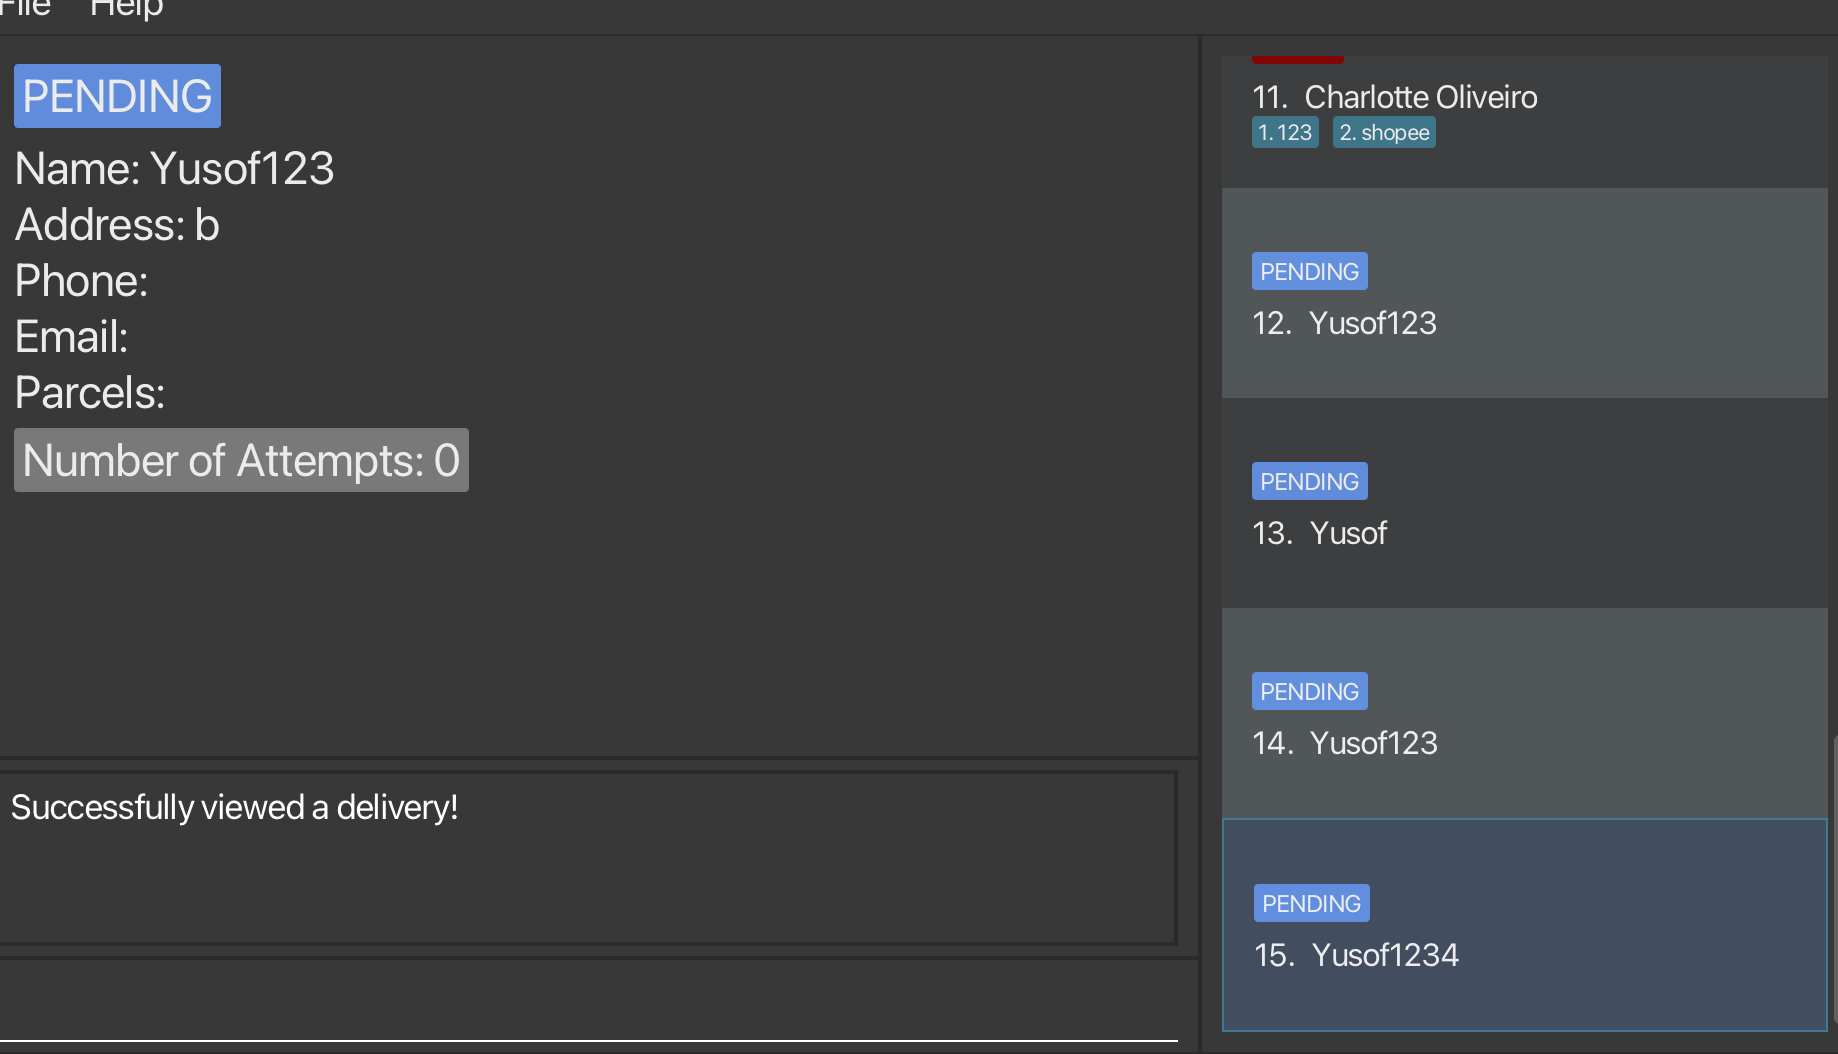 File Help
PENDING
Name: Yusof123
Address: b
Phone:
Email:
Parcels:
Number of Attempts: 0
Successfully viewed a delivery!
11. Charlotte Oliveiro
1. 123 2. shopee
PENDING
12. Yusof123
PENDING
13. Yusof
PENDING
14. Yusof123
PENDING
15. Yusof1234